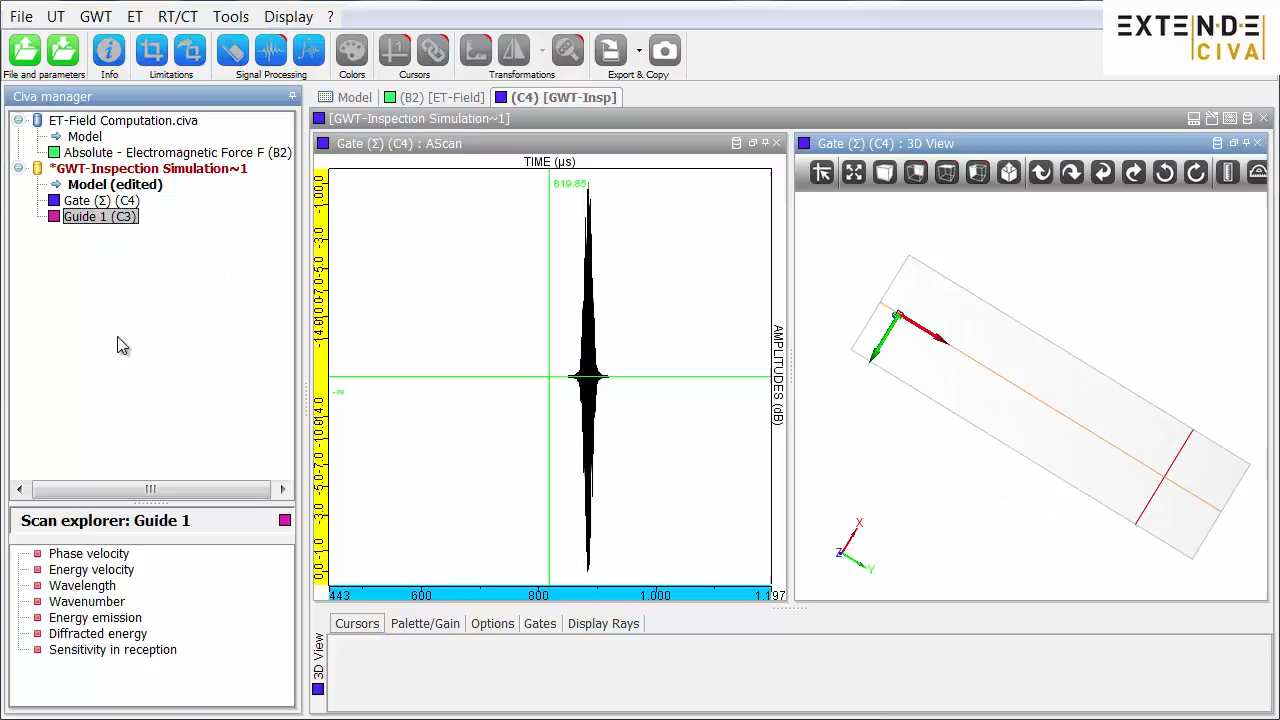 File UT GWT ET RT/CT Tools Display ?
EXTENDE
CIVA
File and parameters Info Limitations Signal Processing Colors Cursors Transformations Export & Copy
Civa manager
Model (B2) [ET-Field] (C4) [GWT-Insp]
[GWT-Inspection Simulation~1]
ET-Field Computation.civa
Model
Absolute - Electromagnetic Force F (B2)
*GWT-Inspection Simulation~1
Model (edited)
Gate (Σ) (C4)
Guide 1 (C3)
Gate (Σ) (C4) : AScan
TIME (µs)
819.85
AMPLITUDES (dB)
-∞
443 600 800 1.000 1.197
Gate (Σ) (C4) : 3D View
X
Z
Y
Scan explorer: Guide 1
Phase velocity
Energy velocity
Wavelength
Wavenumber
Energy emission
Diffracted energy
Sensitivity in reception
Cursors Palette/Gain Options Gates Display Rays
3D View